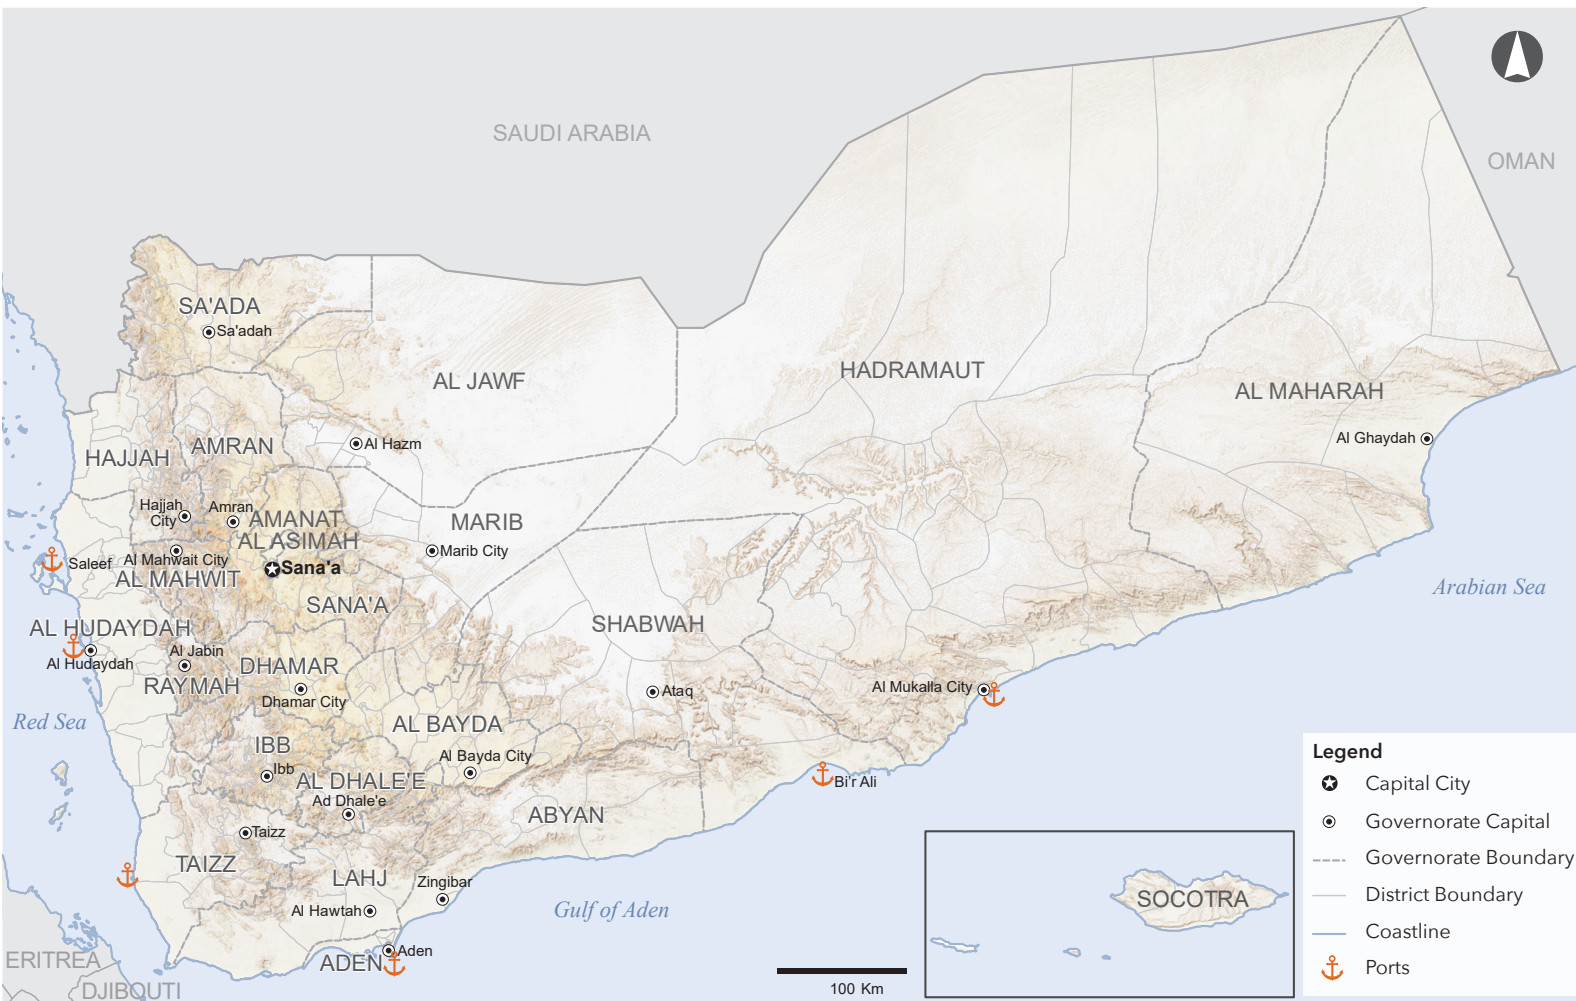 SAUDI ARABIA
OMAN
SA'ADA
Sa'adah
AL JAWF
HADRAMAUT
AL MAHARAH
Al Ghaydah
Al Hazm
AMRAN
HAJJAH
Hajjah
City
Amran
AMANAT
AL ASIMAH
MARIB
Marib City
Saleef
Al Mahwait City
AL MAHWIT
Sana'a
SANA'A
Arabian Sea
AL HUDAYDAH
Al Hudaydah
Al Jabin
RAYMAH
DHAMAR
Dhamar City
SHABWAH
Ataq
Al Mukalla City
Red Sea
AL BAYDA
Al Bayda City
IBB
Ibb
AL DHALE'E
Ad Dhale'e
Bi'r Ali
ABYAN
Taizz
TAIZZ
LAHJ
Zingibar
Al Hawtah
Gulf of Aden
Aden
ADEN
ERITREA
DJIBOUTI
100 Km
SOCOTRA
Legend
Capital City
Governorate Capital
Governorate Boundary
District Boundary
Coastline
Ports